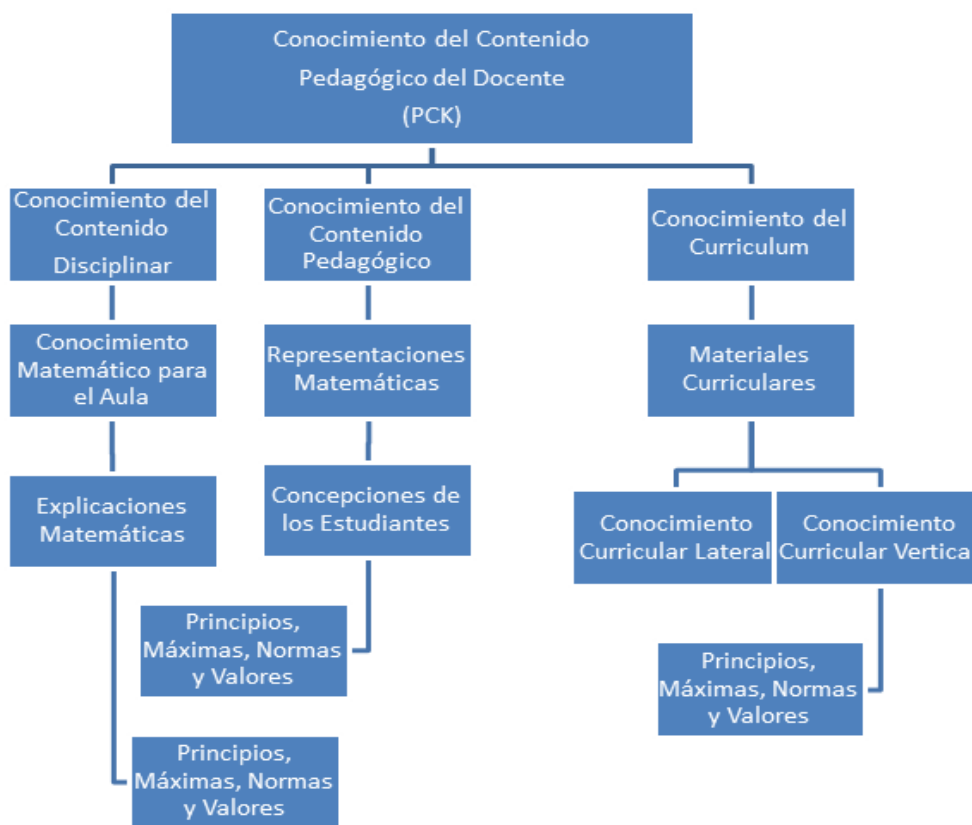 Conocimiento del Contenido
Pedagógico del Docente
(PCK)
Conocimiento del
Contenido
Disciplinar
Conocimiento del
Contenido
Pedagógico
Conocimiento del
Curriculum
Conocimiento
Matemático para
el Aula
Representaciones
Matemáticas
Materiales
Curriculares
Explicaciones
Matemáticas
Concepciones de
los Estudiantes
Conocimiento
Curricular Lateral
Conocimiento
Curricular Vertica
Principios,
Máximas, Normas
y Valores
Principios,
Máximas, Normas
y Valores
Principios,
Máximas, Normas
y Valores